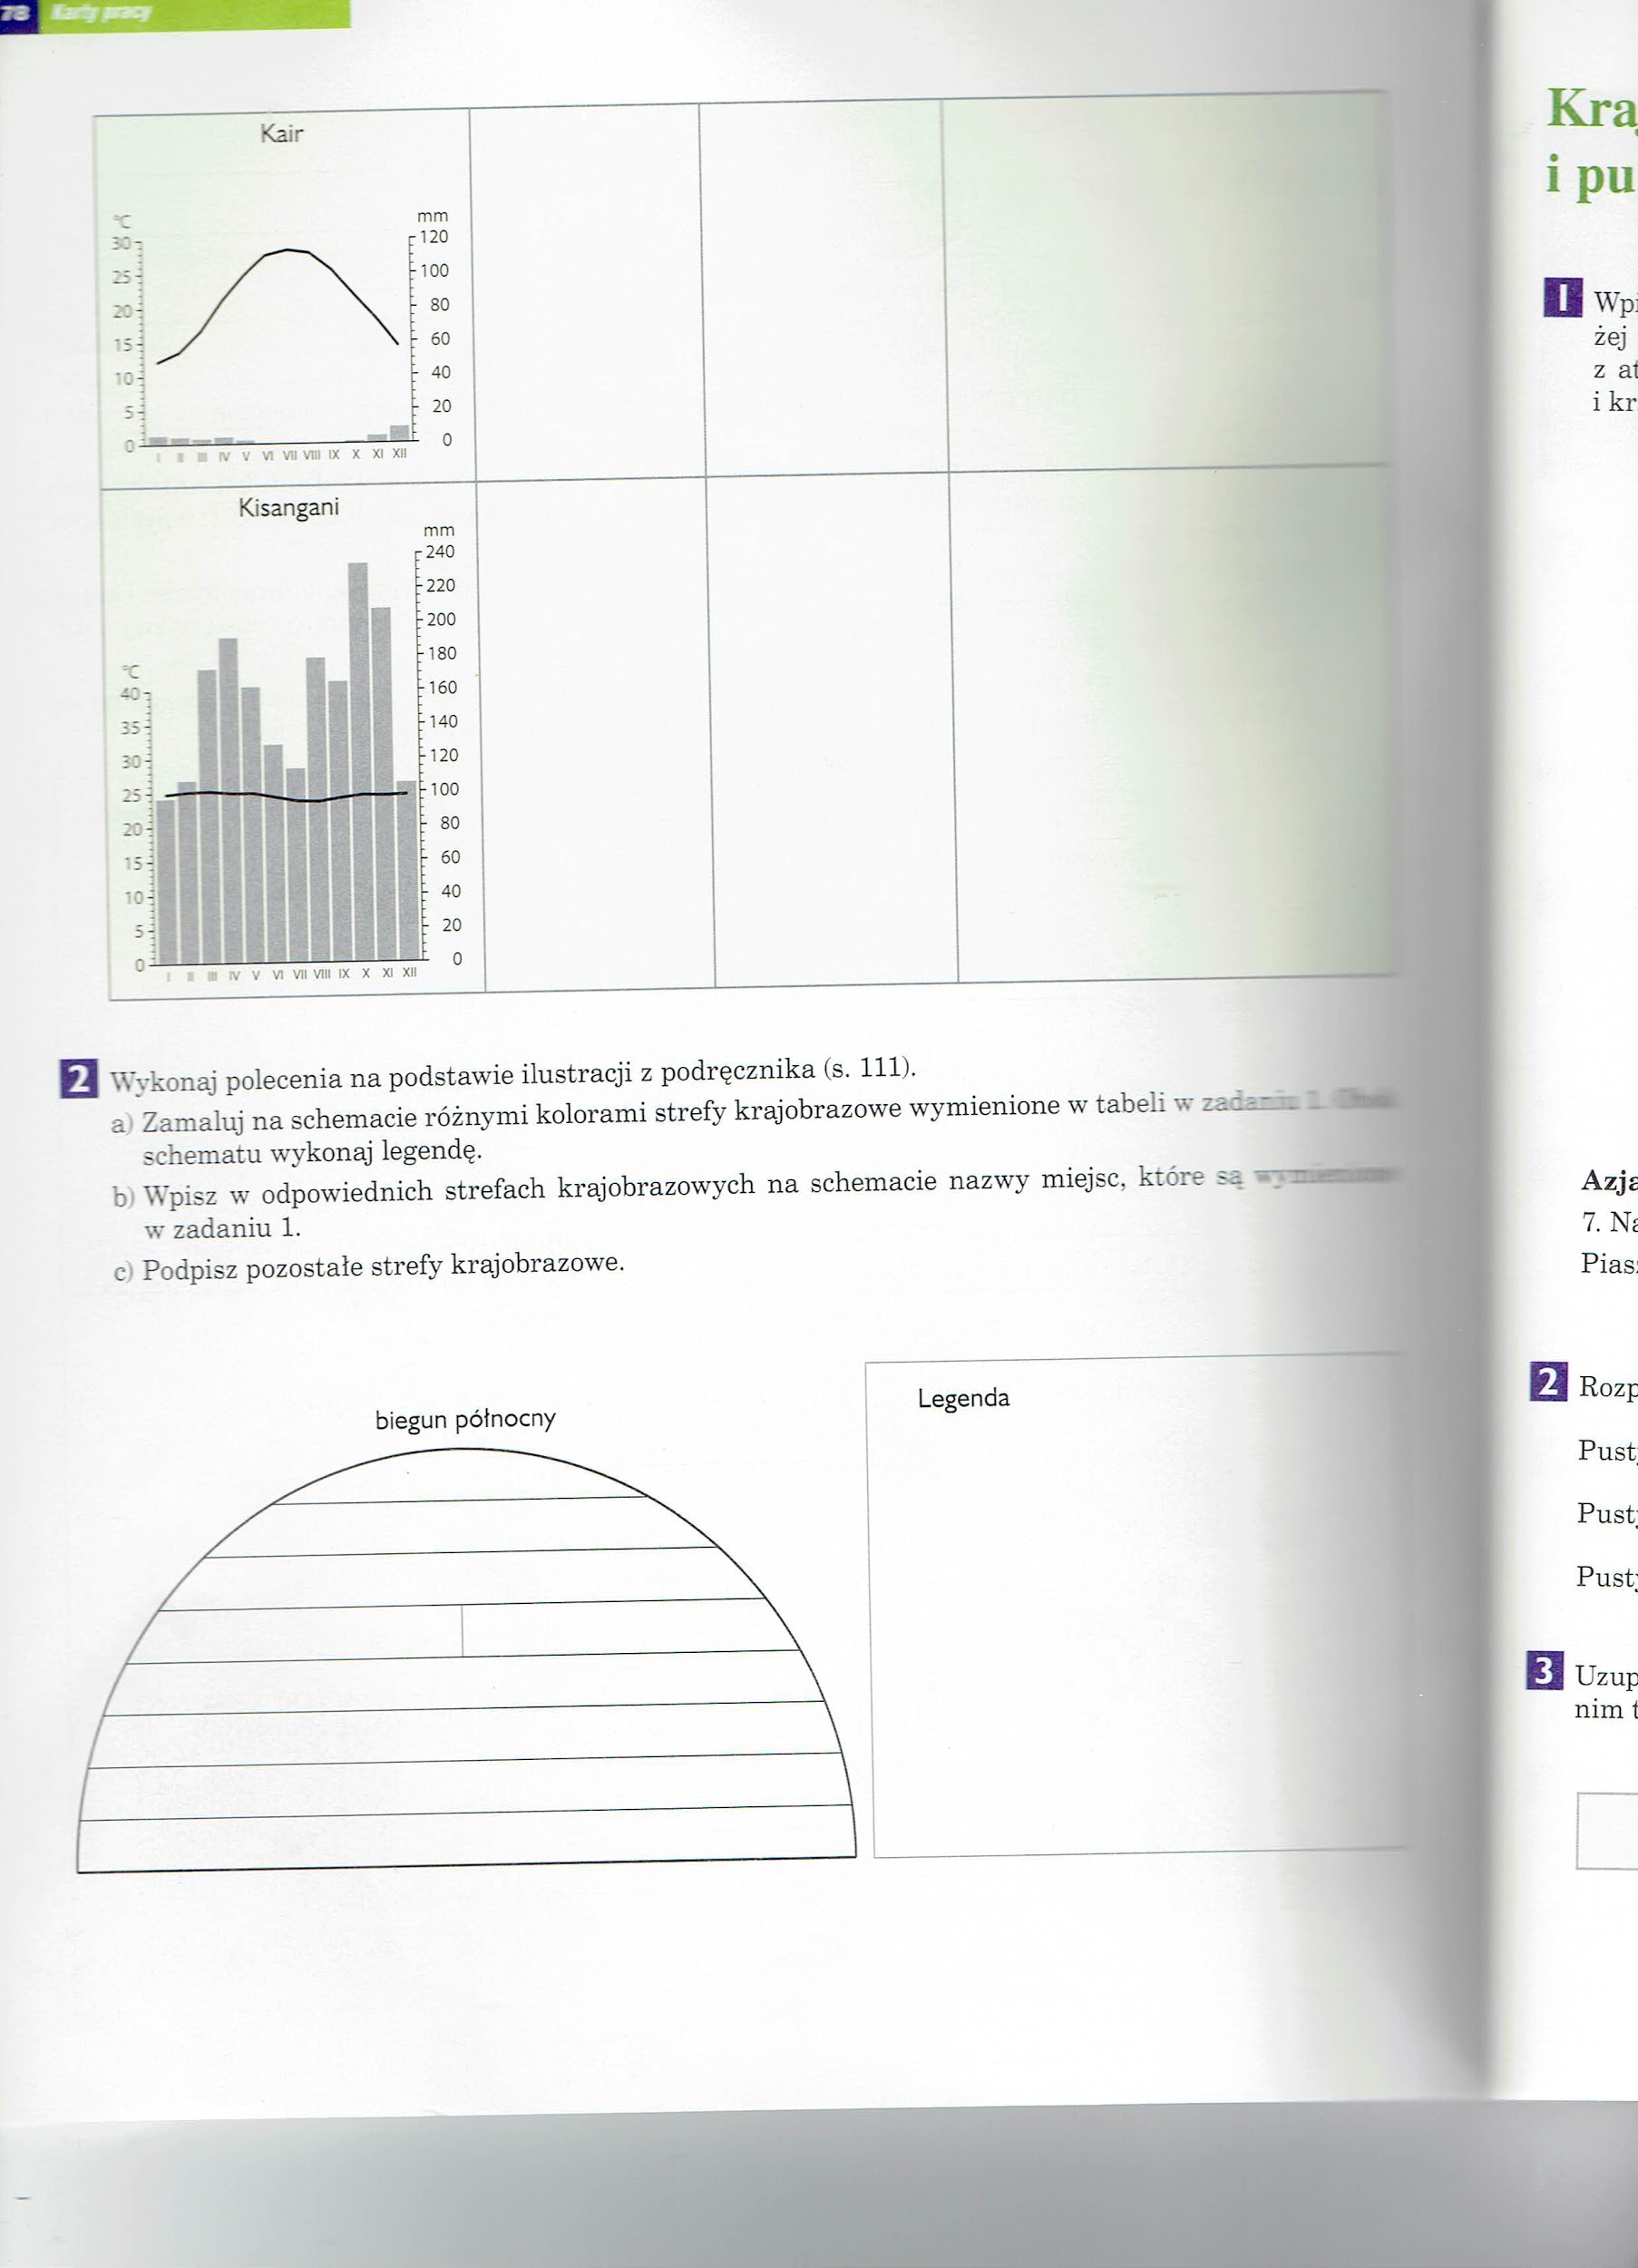 78 Karty pracy
Kair
°C
mm
30
25
20
15
10
5
0
120
100
80
60
40
20
0
I II III IV V VI VII VIII IX X XI XII
Kisangani
mm
240
220
200
180
160
140
120
100
80
60
40
20
0
°C
40
35
30
25
20
15
10
5
0
I II III IV V VI VII VIII IX X XI XII
2 Wykonaj polecenia na podstawie ilustracji z podręcznika (s. 111).
a) Zamaluj na schemacie różnymi kolorami strefy krajobrazowe wymienione w tabeli w zadaniu 1.
schematu wykonaj legendę.
b) Wpisz w odpowiednich strefach krajobrazowych na schemacie nazwy miejsc, które są wymienione
w zadaniu 1.
c) Podpisz pozostałe strefy krajobrazowe.
biegun północny
Legenda
Kraj
i pu
1 Wpi
żej
z at
i kr
Azja
7. Na
Pias
2 Rozp
Pust
Pust
Pust
3 Uzup
nim t